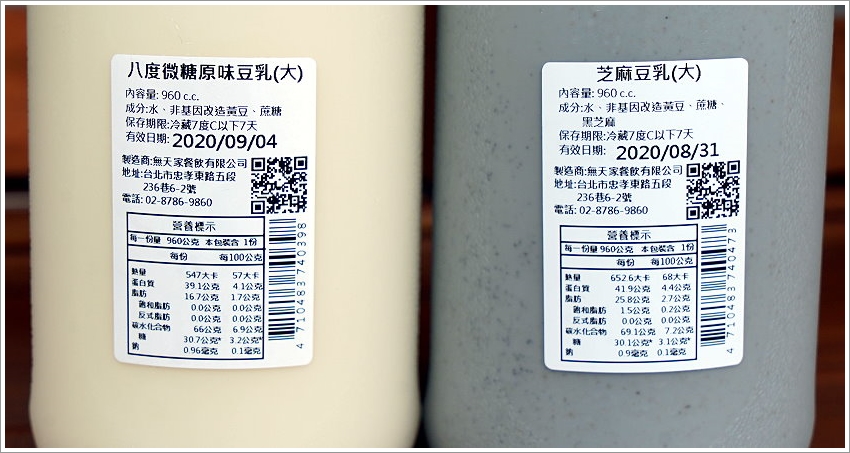 八度微糖原味豆乳(大)
內容量: 960 c.c.
成分:水、非基因改造黃豆、蔗糖
保存期限:冷藏7度C以下7天
有效日期: 2020/09/04
製造商:無天家餐飲有限公司
地址:台北市忠孝東路五段
236巷6-2號
電話: 02-8786-9860
營養標示
每一份量 960公克 本包裝含 1份
每份 每100公克
熱量 547大卡 57大卡
蛋白質 39.1公克 4.1公克
脂肪 16.7公克 1.7公克
飽和脂肪 0.0公克 0.0公克
反式脂肪 0.0公克 0.0公克
碳水化合物 66公克 6.9公克
糖 30.7公克* 3.2公克*
鈉 0.96毫克 0.1毫克
4 710483 740398
芝麻豆乳(大)
內容量: 960 c.c.
成分:水、非基因改造黃豆、蔗糖、
黑芝麻
保存期限:冷藏7度C以下7天
有效日期: 2020/08/31
製造商:無天家餐飲有限公司
地址:台北市忠孝東路五段
236巷6-2號
電話: 02-8786-9860
營養標示
每一份量 960公克 本包裝含 1份
每份 每100公克
熱量 652.6大卡 68大卡
蛋白質 41.9公克 4.4公克
脂肪 25.8公克 2.7公克
飽和脂肪 1.5公克 0.2公克
反式脂肪 0.0公克 0.0公克
碳水化合物 69.1公克 7.2公克
糖 30.1公克* 3.1公克*
鈉 0.9毫克 0.1毫克
4 710483 740473